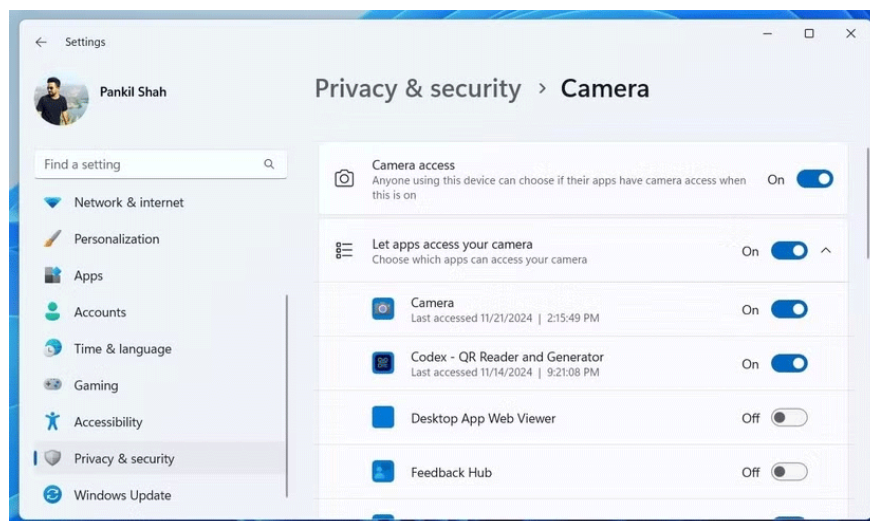 Settings
Pankil Shah
Find a setting
Network & internet
Personalization
Apps
Accounts
Time & language
Gaming
Accessibility
Privacy & security
Windows Update
Privacy & security > Camera
Camera access
Anyone using this device can choose if their apps have camera access when
this is on
On
Let apps access your camera
Choose which apps can access your camera
On
Camera
Last accessed 11/21/2024 | 2:15:49 PM
On
Codex - QR Reader and Generator
Last accessed 11/14/2024 | 9:21:08 PM
On
Desktop App Web Viewer
Off
Feedback Hub
Off